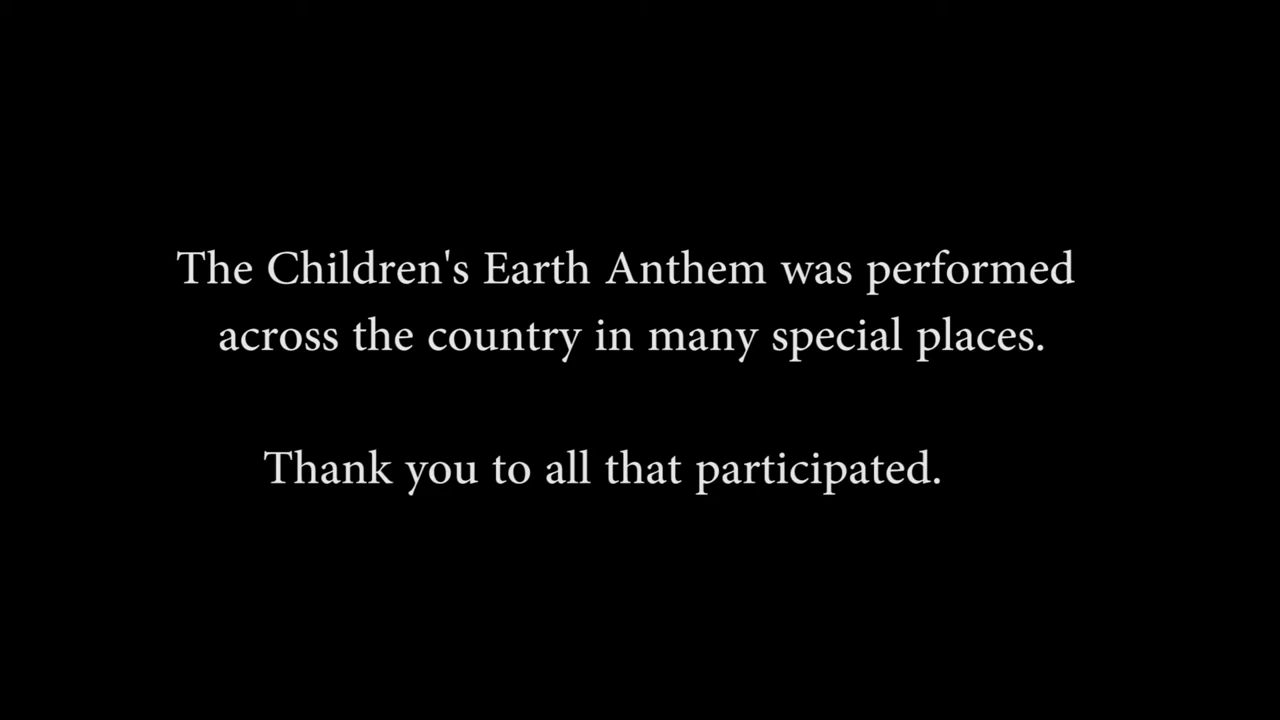 The Children's Earth Anthem was performed
across the country in many special places.
Thank you to all that participated.